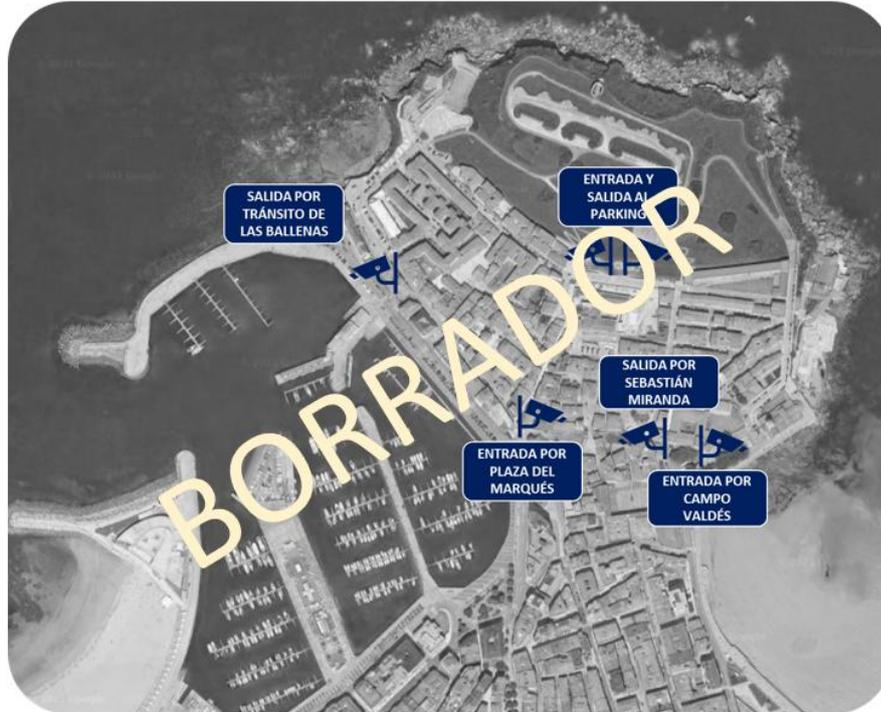 SALIDA POR
TRÁNSITO DE
LAS BALLENAS
ENTRADA Y
SALIDA AL
PARKING
BORRADOR
SALIDA POR
SEBASTIÁN
MIRANDA
ENTRADA POR
PLAZA DEL
MARQUÉS
ENTRADA POR
CAMPO
VALDÉS